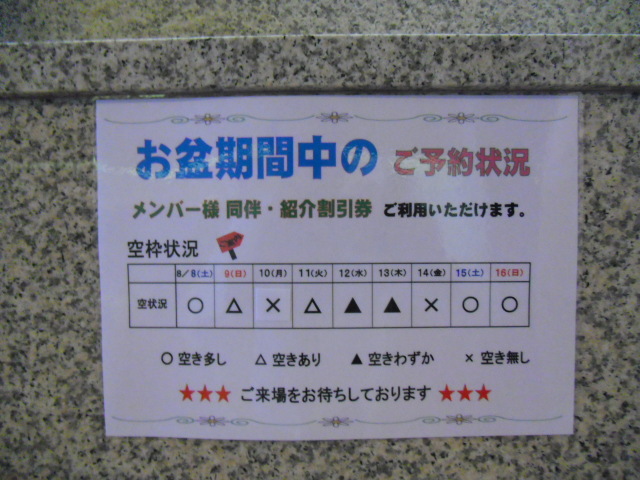 お盆期間中の ご予約状況
メンバー様 同伴・紹介割引券 ご利用いただけます。
空枠状況
8/8(土) 9(日) 10(月) 11(火) 12(水) 13(木) 14(金) 15(土) 16(日)
空状況 ○ △ × △ ▲ ▲ × ○ ○
○ 空き多し △ 空きあり ▲ 空きわずか × 空き無し
★★★ ご来場をお待ちしております ★★★